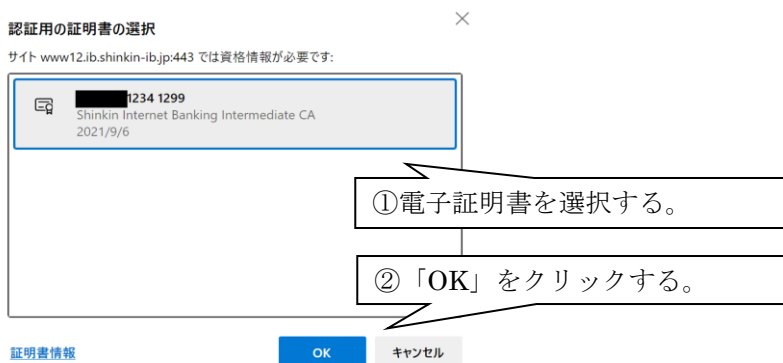 認証用の証明書の選択
サイト www12.ib.shinkin-ib.jp:443 では資格情報が必要です:
1234 1299
Shinkin Internet Banking Intermediate CA
2021/9/6
①電子証明書を選択する。
②「OK」をクリックする。
証明書情報
OK
キャンセル